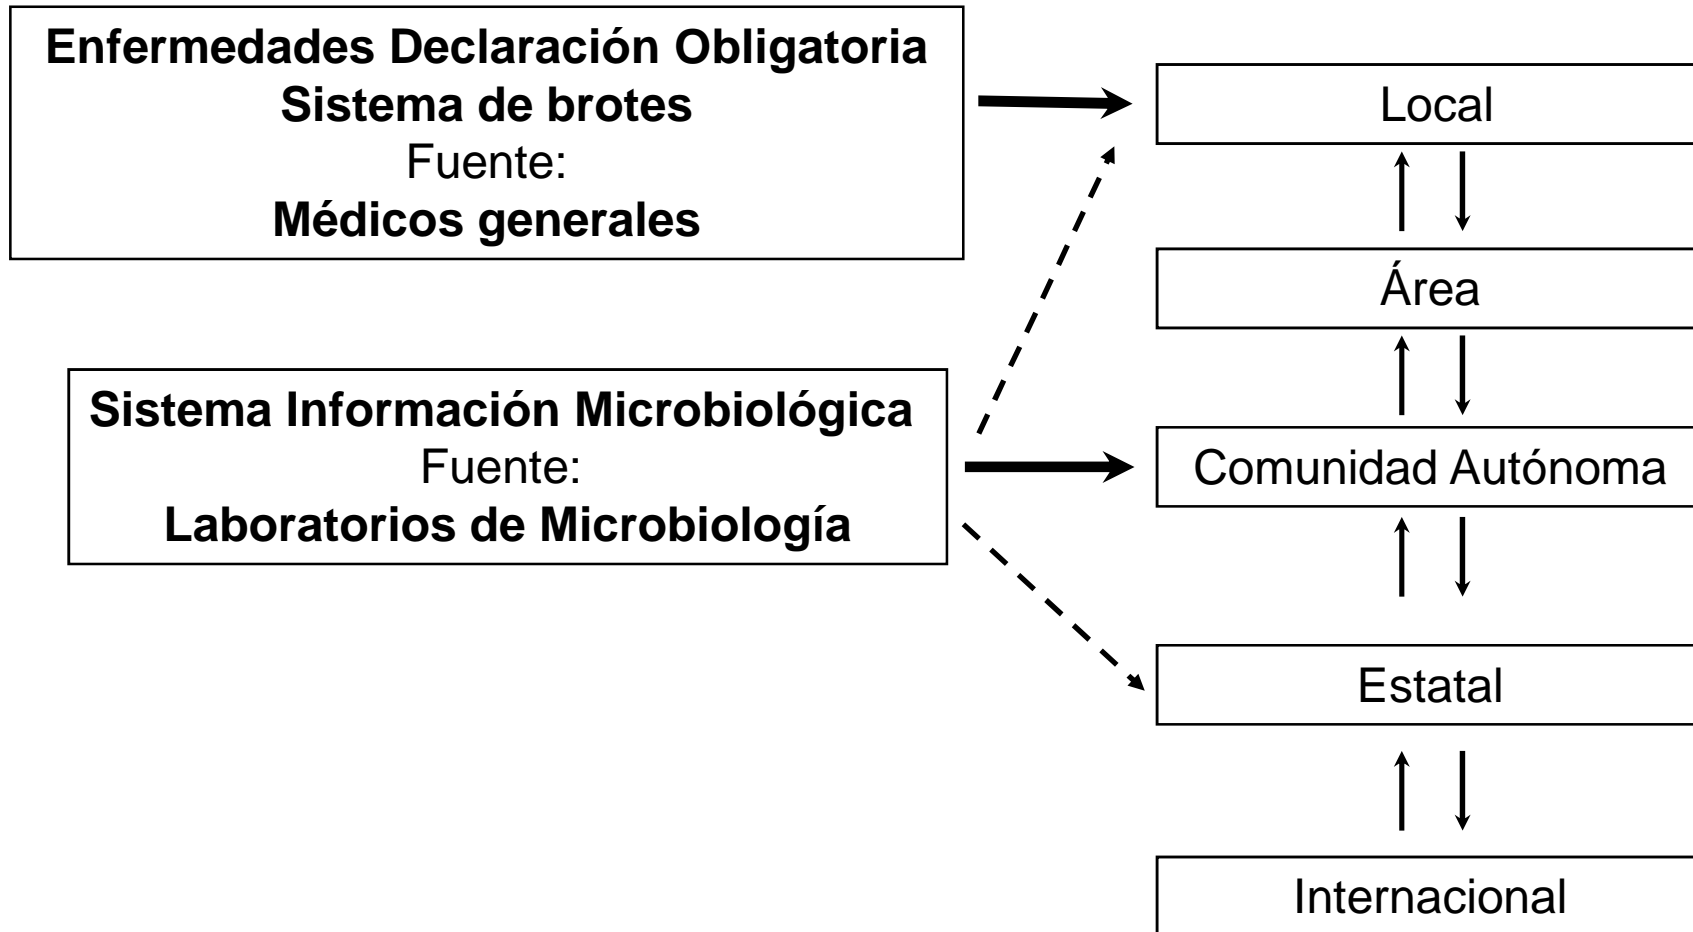 Enfermedades Declaración Obligatoria
Sistema de brotes
Fuente:
Médicos generales
Sistema Información Microbiológica
Fuente:
Laboratorios de Microbiología
Local
Área
Comunidad Autónoma
Estatal
Internacional